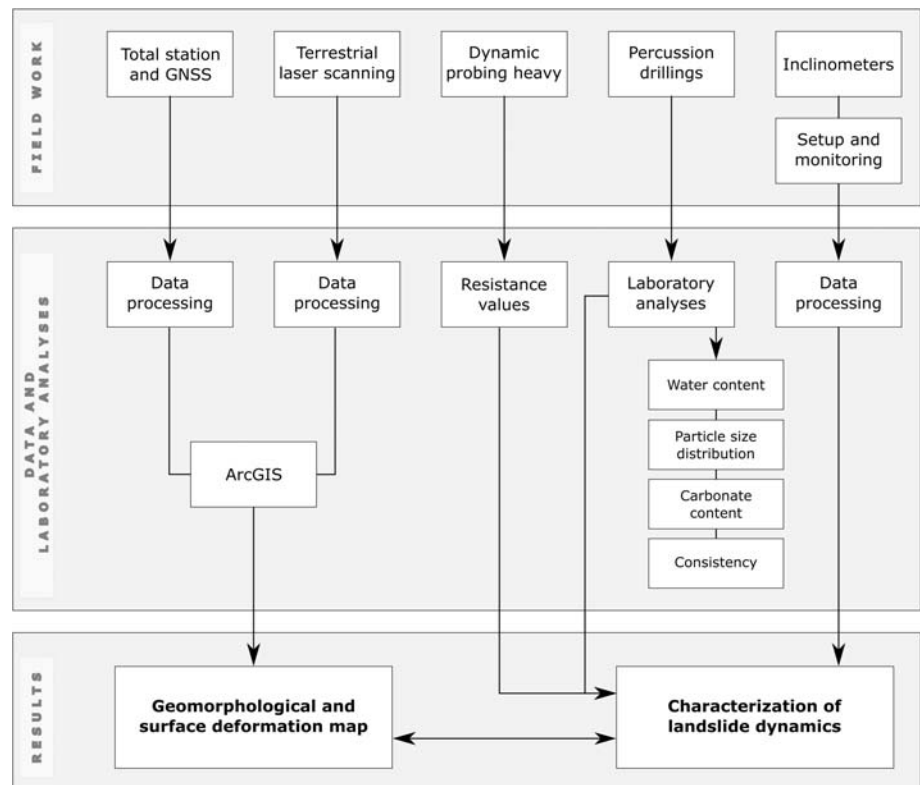 FIELD WORK
Total station
and GNSS
Terrestrial
laser scanning
Dynamic
probing heavy
Percussion
drillings
Inclinometers
Setup and
monitoring
DATA AND
LABORATORY ANALYSES
Data
processing
Data
processing
Resistance
values
Laboratory
analyses
Data
processing
Water content
Particle size
distribution
Carbonate
content
Consistency
ArcGIS
RESULTS
Geomorphological and
surface deformation map
Characterization of
landslide dynamics